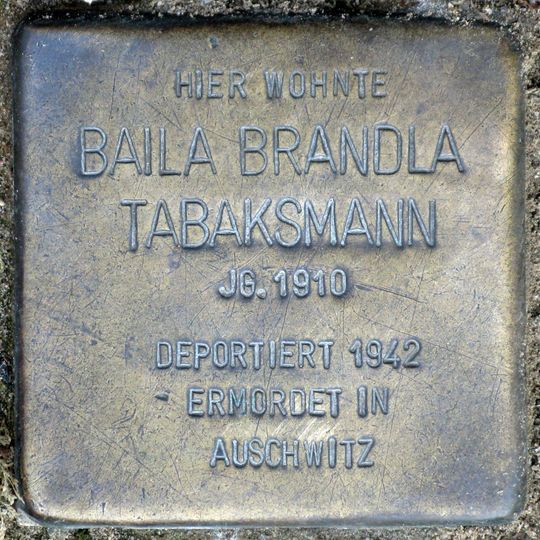 HIER WOHNTE
BAILA BRANDLA
TABAKSMANN
JG. 1910
DEPORTIERT 1942
ERMORDET IN
AUSCHWITZ